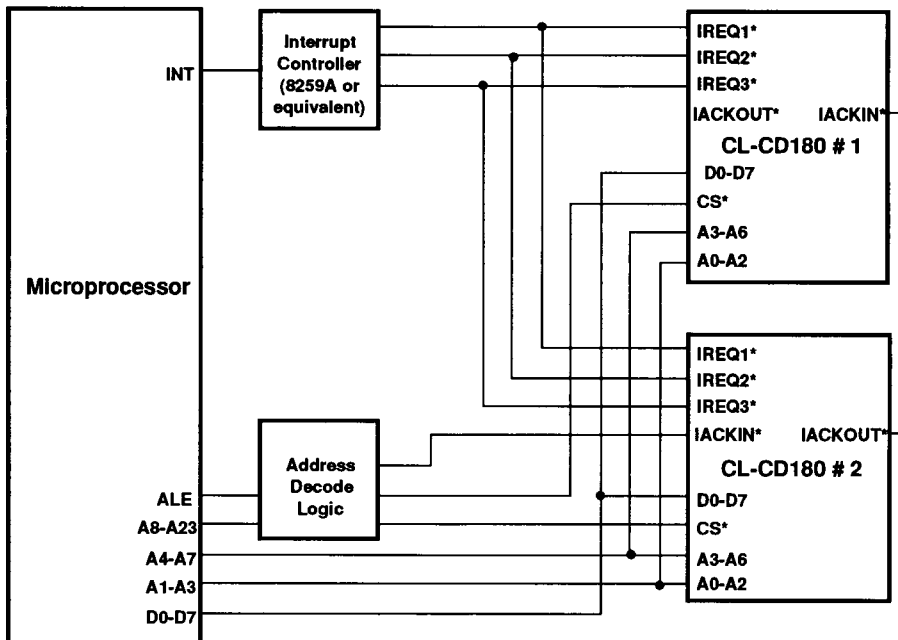 Microprocessor
INT
ALE
A8-A23
A4-A7
A1-A3
D0-D7
Interrupt
Controller
(8259A or
equivalent)
Address
Decode
Logic
IREQ1*
IREQ2*
IREQ3*
IACKOUT* IACKIN*
CL-CD180 # 1
D0-D7
CS*
A3-A6
A0-A2
IREQ1*
IREQ2*
IREQ3*
IACKIN* IACKOUT*
CL-CD180 # 2
D0-D7
CS*
A3-A6
A0-A2